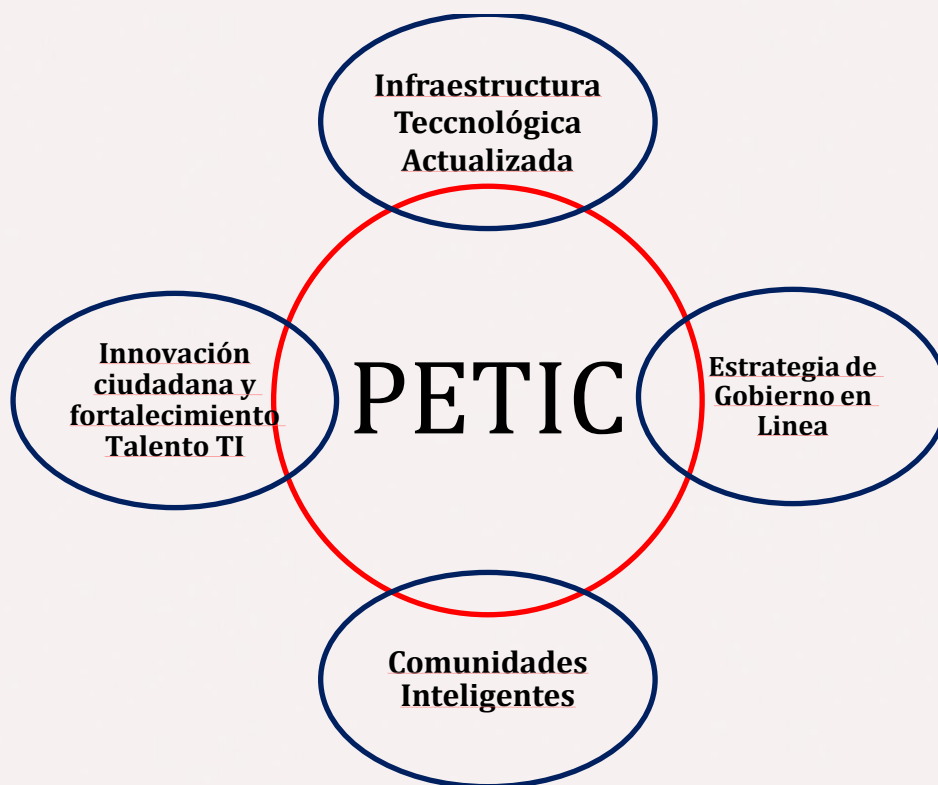 Infraestructura
Teccnológica
Actualizada
Innovación
ciudadana y
fortalecimiento
Talento TI
PETIC
Estrategia de
Gobierno en
Linea
Comunidades
Inteligentes